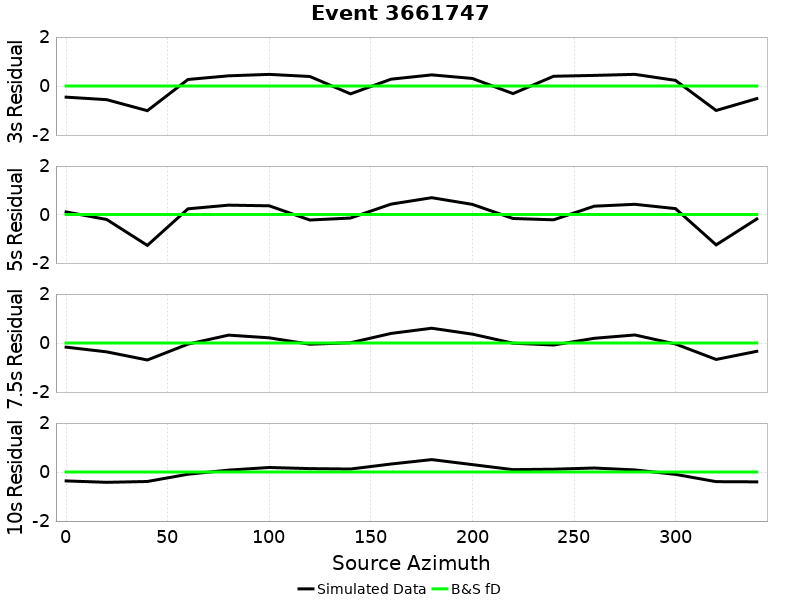 Event 3661747
2
0
-2
3s Residual
2
0
-2
5s Residual
2
0
-2
7.5s Residual
2
0
-2
10s Residual
0 50 100 150 200 250 300
Source Azimuth
Simulated Data B&S fD